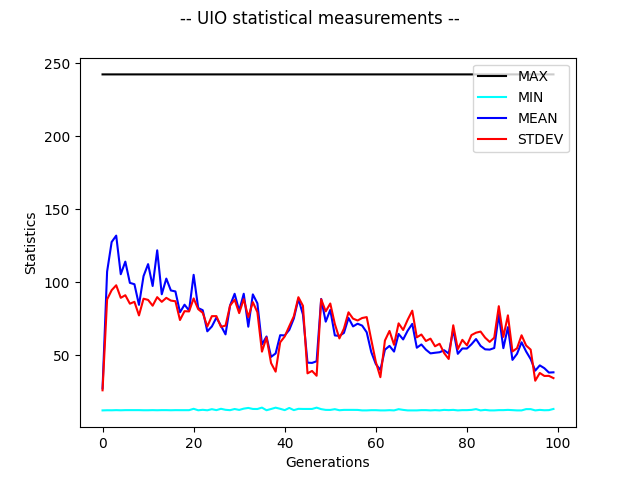 -- UIO statistical measurements --
250
200
150
100
50
Statistics
MAX
MIN
MEAN
STDEV
0
20
40
60
80
100
Generations